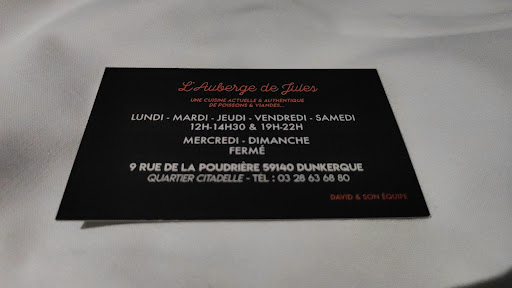 L'Auberge de Jules
UNE CUISINE ACTUELLE & AUTHENTIQUE
DE POISSONS & VIANDES...
LUNDI - MARDI - JEUDI - VENDREDI - SAMEDI
12H-14H30 & 19H-22H
MERCREDI - DIMANCHE
FERMÉ
9 RUE DE LA POUDRIÈRE 59140 DUNKERQUE
QUARTIER CITADELLE - TÉL : 03 28 63 68 80
DAVID & SON ÉQUIPE